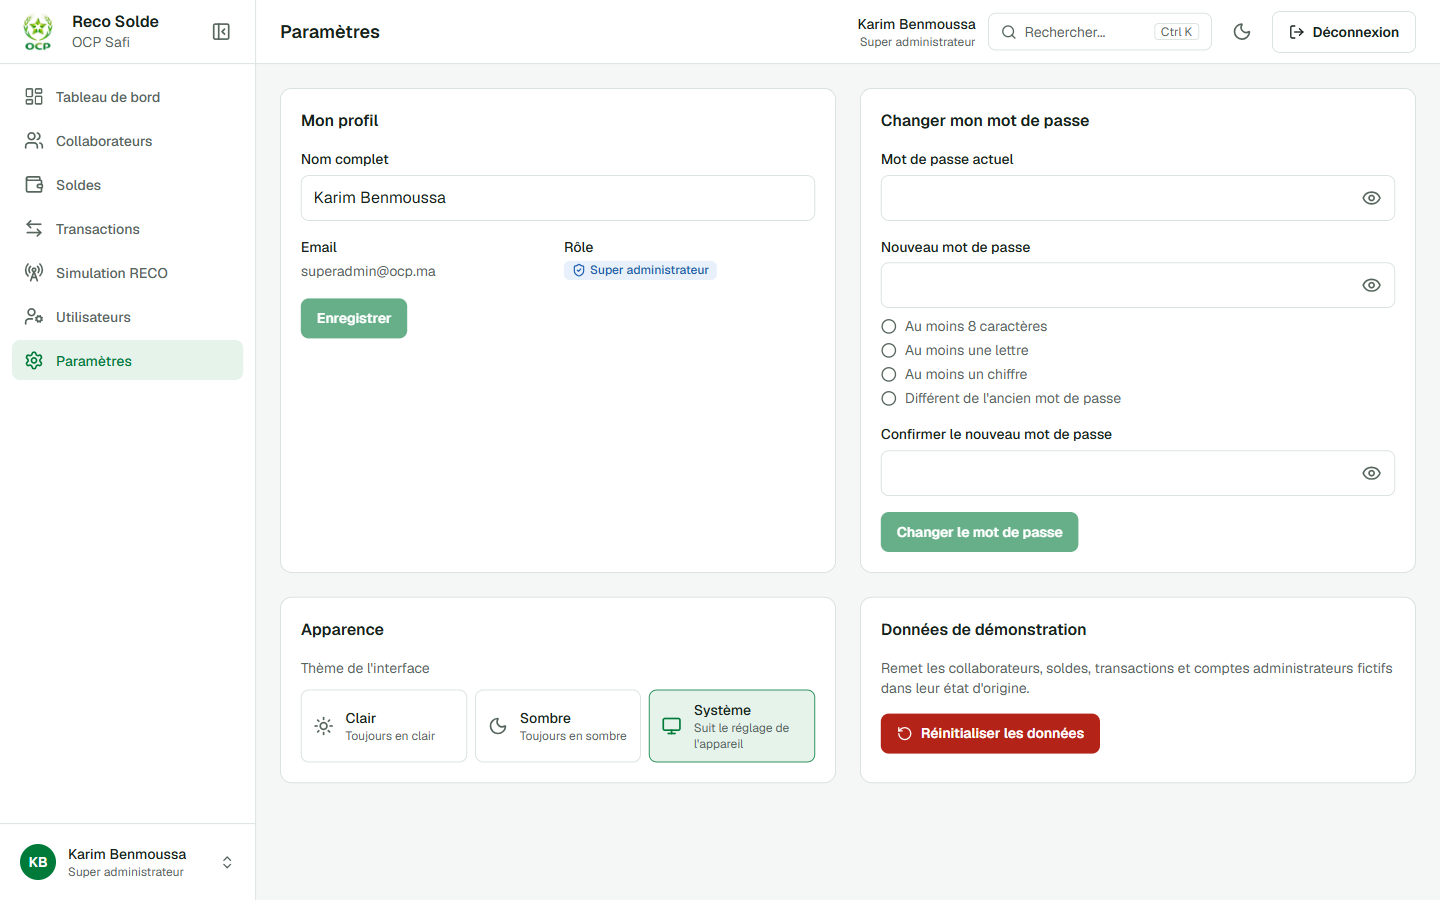 OCP
Reco Solde
OCP Safi
Tableau de bord
Collaborateurs
Soldes
Transactions
Simulation RECO
Utilisateurs
Paramètres
KB
Karim Benmoussa
Super administrateur
Paramètres
Karim Benmoussa
Super administrateur
Rechercher...
Ctrl K
Déconnexion
Mon profil
Nom complet
Karim Benmoussa
Email
superadmin@ocp.ma
Rôle
Super administrateur
Enregistrer
Changer mon mot de passe
Mot de passe actuel
Nouveau mot de passe
Au moins 8 caractères
Au moins une lettre
Au moins un chiffre
Différent de l'ancien mot de passe
Confirmer le nouveau mot de passe
Changer le mot de passe
Apparence
Thème de l'interface
Clair
Toujours en clair
Sombre
Toujours en sombre
Système
Suit le réglage de
l'appareil
Données de démonstration
Remet les collaborateurs, soldes, transactions et comptes administrateurs fictifs
dans leur état d'origine.
Réinitialiser les données